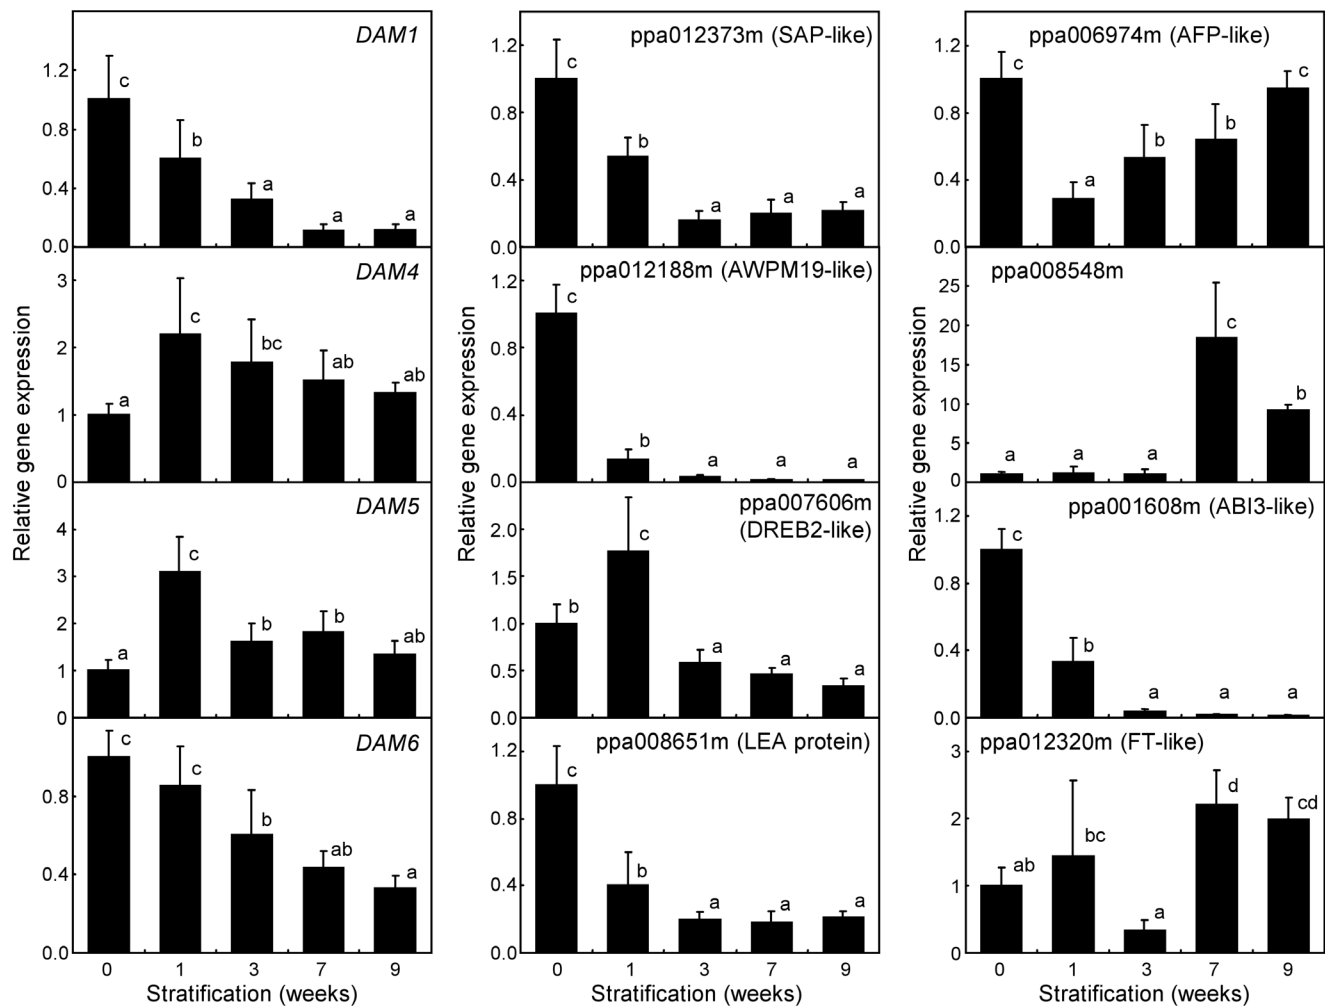 DAM1
1.2
c
0.8
b
0.4
a
a
a
0.0
DAM4
3
c
2
bc
ab
ab
1
a
0
DAM5
4
c
3
2
b
b
ab
1
a
0
DAM6
c
c
0.8
b
ab
0.4
a
0.0
0 1 3 7 9
Stratification (weeks)
Relative gene expression
ppa012373m (SAP-like)
1.2
c
0.8
b
0.4
a
a
a
0.0
ppa012188m (AWPM19-like)
1.2
c
0.8
0.4
b
a
a
a
0.0
ppa007606m
(DREB2-like)
2.0
c
b
1.0
a
0.5
a
a
0.0
ppa008651m (LEA protein)
1.2
c
0.8
0.4
b
a
a
a
0.0
0 1 3 7 9
Stratification (weeks)
Relative gene expression
ppa006974m (AFP-like)
1.2
c
c
0.8
b
b
0.4
a
0.0
ppa008548m
25
20
c
15
10
b
5
a
a
a
0
ppa001608m (ABI3-like)
1.2
c
0.8
0.4
b
a
a
a
0.0
ppa012320m (FT-like)
3
d
2
cd
bc
1
ab
a
0
0 1 3 7 9
Stratification (weeks)
Relative gene expression